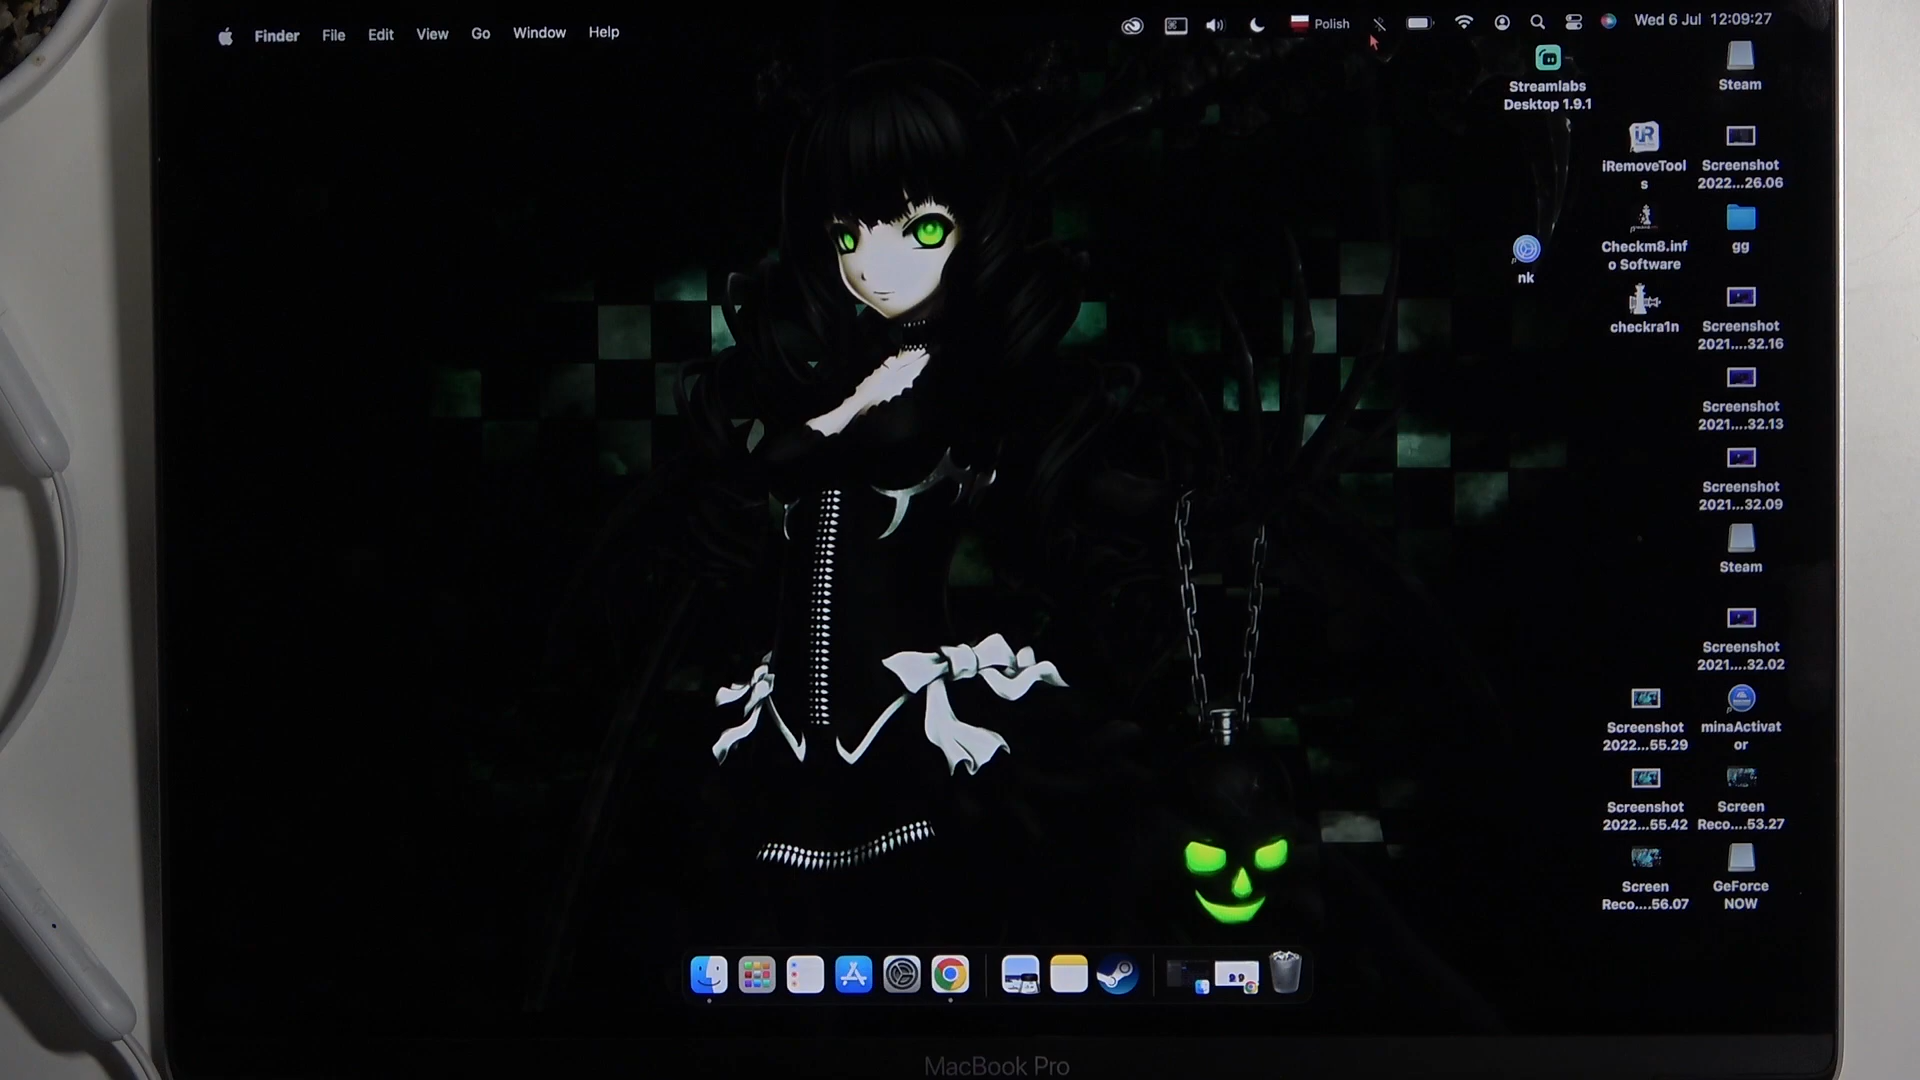 Finder File Edit View Go Window Help
Polish
Wed 6 Jul 12:09:27
Streamlabs
Desktop 1.9.1
Steam
iR
iRemoveTool
s
Screenshot
2022...26.06
Checkm8.inf
o Software
gg
nk
checkra1n
Screenshot
2021....32.16
Screenshot
2021....32.13
Screenshot
2021....32.09
Steam
Screenshot
2021....32.02
Screenshot
2022...55.29
minaActivat
or
Screenshot
2022...55.42
Screen
Reco....53.27
Screen
Reco....56.07
GeForce
NOW
MacBook Pro